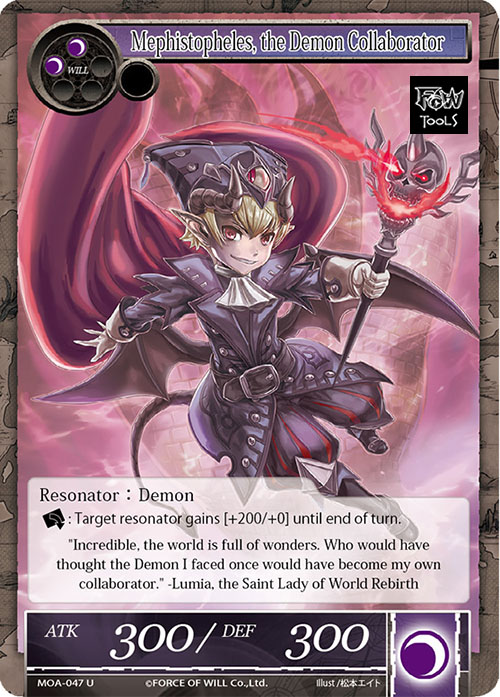 Mephistopheles, the Demon Collaborator
WILL
FOW
TOOLS
Resonator : Demon
: Target resonator gains [+200/+0] until end of turn.
"Incredible, the world is full of wonders. Who would have
thought the Demon I faced once would have become my own
collaborator." -Lumia, the Saint Lady of World Rebirth
ATK 300 / DEF 300
MOA-047 U ©FORCE OF WILL Co.,Ltd. Illust /松本エイト